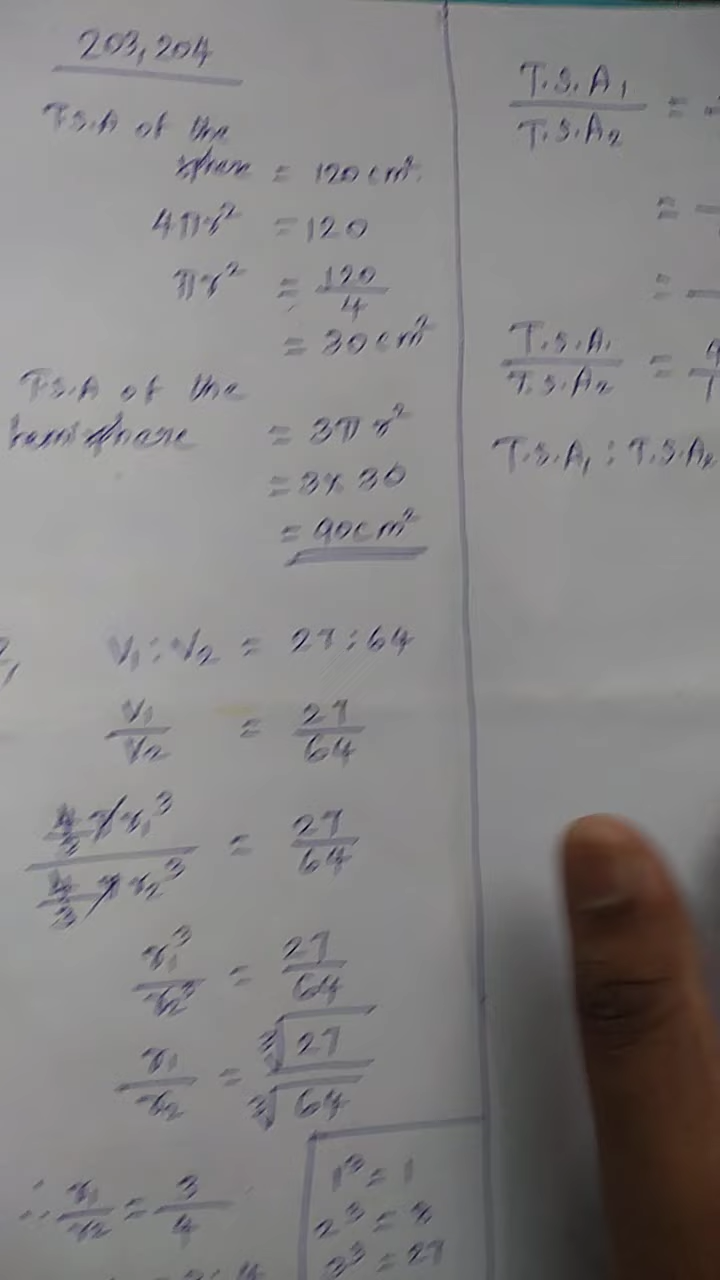 203,204
T.S.A of the
sphere = 120 cm².
4πr² = 120
πr² = 120/4
= 30 cm²
T.S.A of the
hemisphere = 3πr²
= 3 x 30
= 90 cm²
V₁ : V₂ = 27 : 64
V₁/V₂ = 27/64
4/3 π r₁³ / 4/3 π r₂³ = 27/64
r₁³/r₂³ = 27/64
r₁/r₂ = ∛27/∛64
∴ r₁/r₂ = 3/4
1³ = 1
2³ = 8
3³ = 27
T.S.A₁/T.S.A₂ =
=
=
T.S.A₁/T.S.A₂ =
T.S.A₁ : T.S.A₂